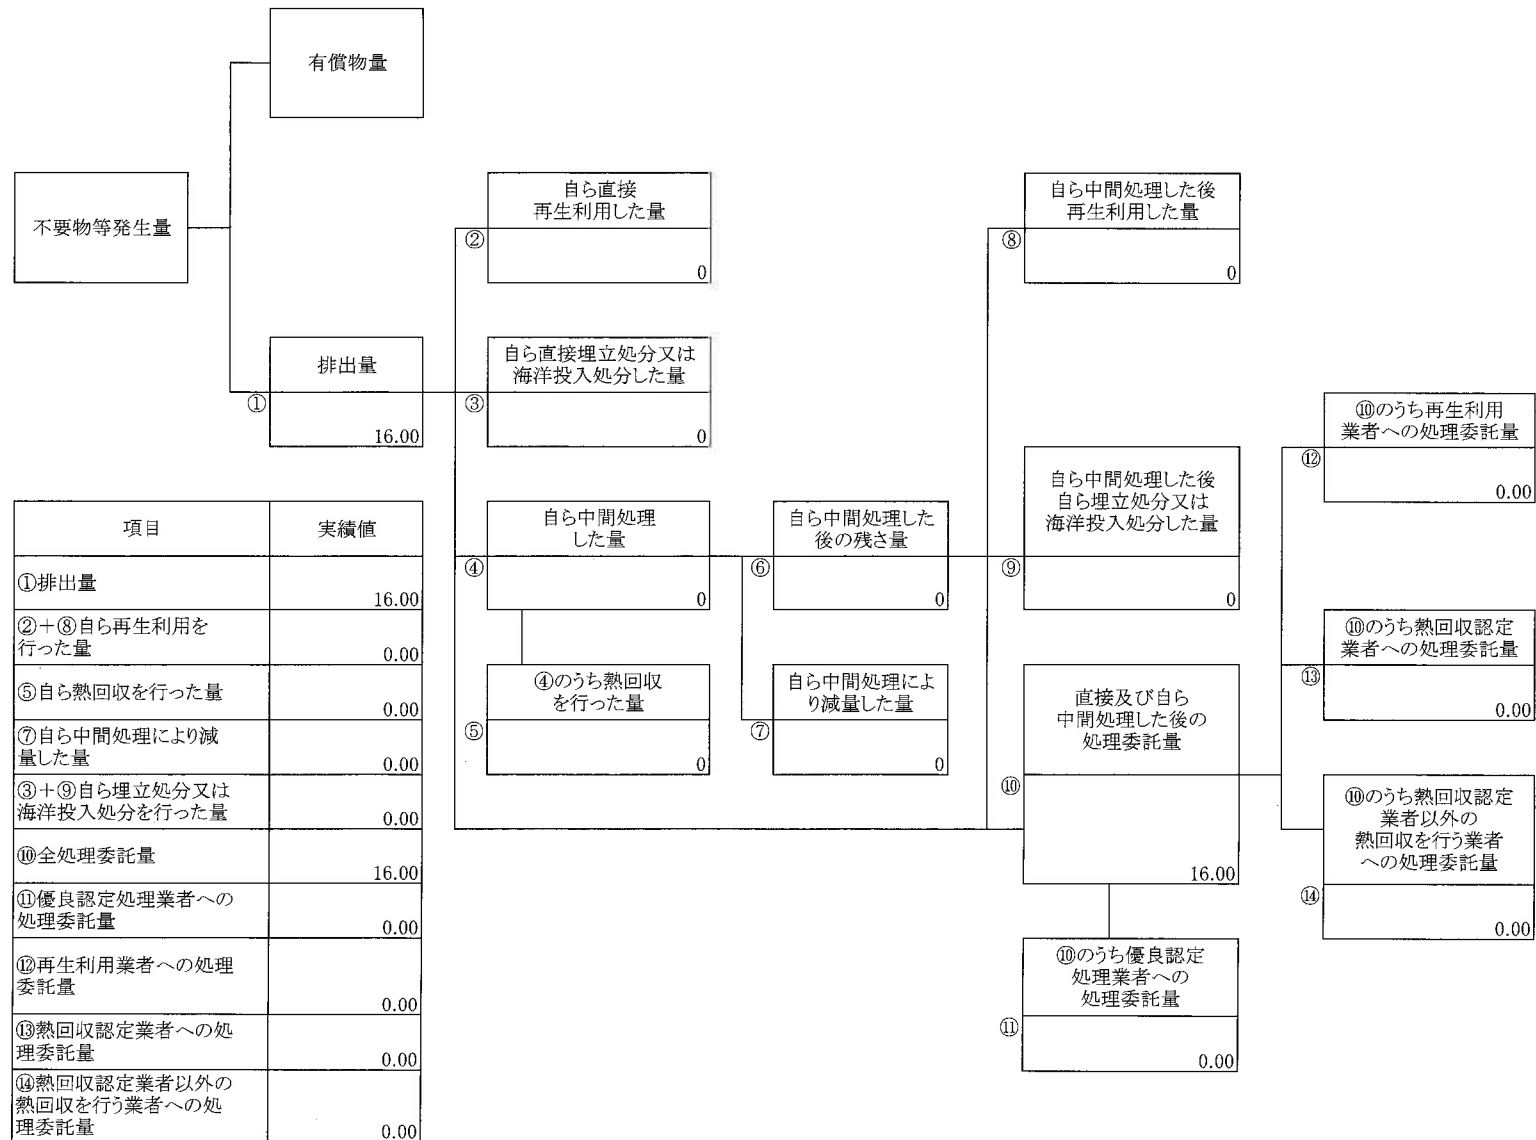 有償物量
不要物等発生量
自ら直接
再生利用した量
②
0
自ら中間処理した後
再生利用した量
⑧
0
排出量
①
16.00
自ら直接埋立処分又は
海洋投入処分した量
③
0
⑩のうち再生利用
業者への処理委託量
⑫
0.00
自ら中間処理
した量
④
0
自ら中間処理した
後の残さ量
⑥
0
自ら中間処理した後
自ら埋立処分又は
海洋投入処分した量
⑨
0
⑩のうち熱回収認定
業者への処理委託量
⑬
0.00
④のうち熱回収
を行った量
⑤
0
自ら中間処理によ
り減量した量
⑦
0
直接及び自ら
中間処理した後の
処理委託量
⑩
16.00
⑩のうち熱回収認定
業者以外の
熱回収を行う業者
への処理委託量
⑭
0.00
⑩のうち優良認定
処理業者への
処理委託量
⑪
0.00
項目 実績値
①排出量
16.00
②+⑧自ら再生利用を
行った量
0.00
⑤自ら熱回収を行った量
0.00
⑦自ら中間処理により減
量した量
0.00
③+⑨自ら埋立処分又は
海洋投入処分を行った量
0.00
⑩全処理委託量
16.00
⑪優良認定処理業者への
処理委託量
0.00
⑫再生利用業者への処理
委託量
0.00
⑬熱回収認定業者への処
理委託量
0.00
⑭熱回収認定業者以外の
熱回収を行う業者への処
理委託量
0.00